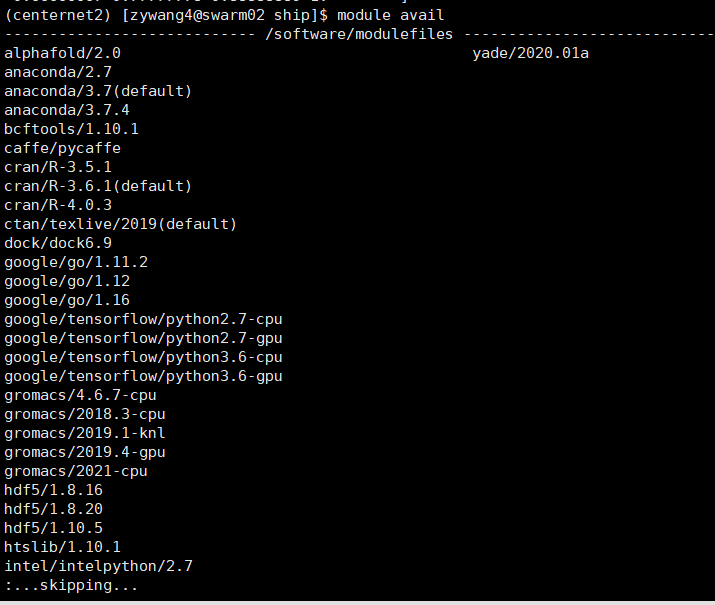 (centernet2) [zywang4@swarm02 ship]$ module avail
--------------------------- /software/modulefiles ---------------------------
alphafold/2.0 yade/2020.01a
anaconda/2.7
anaconda/3.7(default)
anaconda/3.7.4
bcftools/1.10.1
caffe/pycaffe
cran/R-3.5.1
cran/R-3.6.1(default)
cran/R-4.0.3
ctan/texlive/2019(default)
dock/dock6.9
google/go/1.11.2
google/go/1.12
google/go/1.16
google/tensorflow/python2.7-cpu
google/tensorflow/python2.7-gpu
google/tensorflow/python3.6-cpu
google/tensorflow/python3.6-gpu
gromacs/4.6.7-cpu
gromacs/2018.3-cpu
gromacs/2019.1-knl
gromacs/2019.4-gpu
gromacs/2021-cpu
hdf5/1.8.16
hdf5/1.8.20
hdf5/1.10.5
htslib/1.10.1
intel/intelpython/2.7
:...skipping...